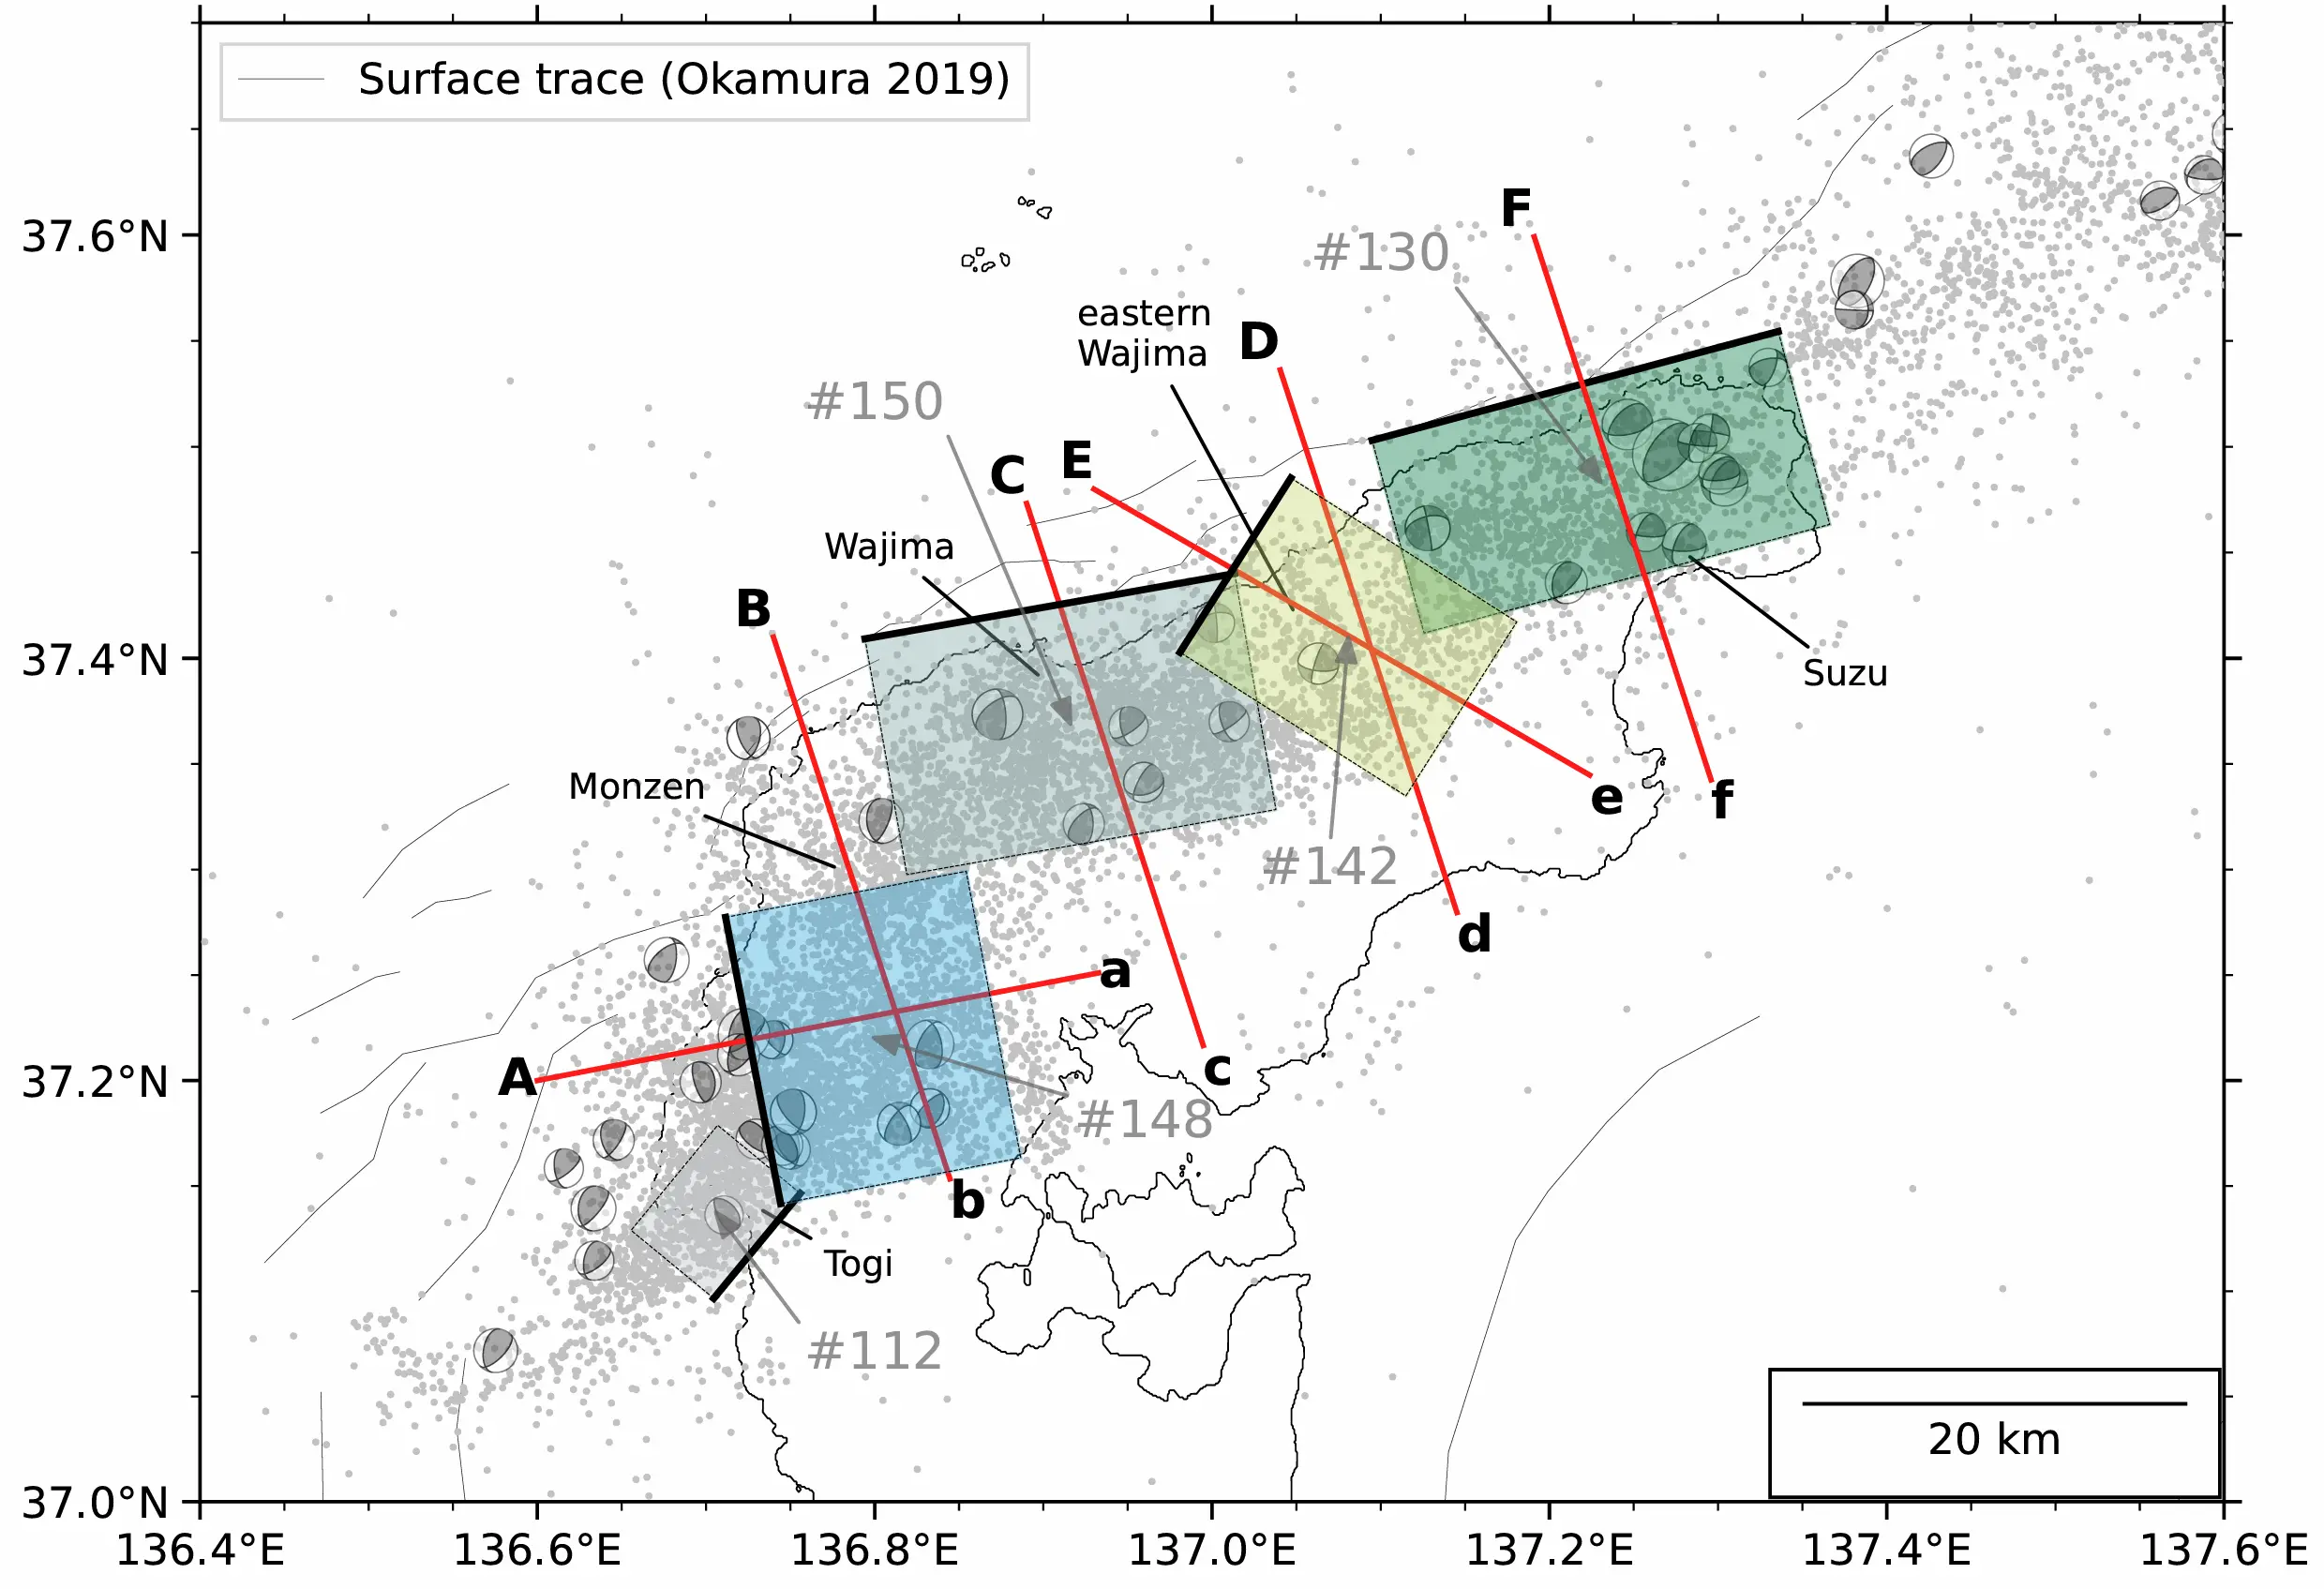 Surface trace (Okamura 2019)
F
37.6°N
#130
eastern
Wajima
D
#150
C
E
Wajima
B
37.4°N
Suzu
Monzen
e
f
#142
d
a
A
37.2°N
c
#148
b
Togi
#112
20 km
37.0°N
136.4°E
136.6°E
136.8°E
137.0°E
137.2°E
137.4°E
137.6°E